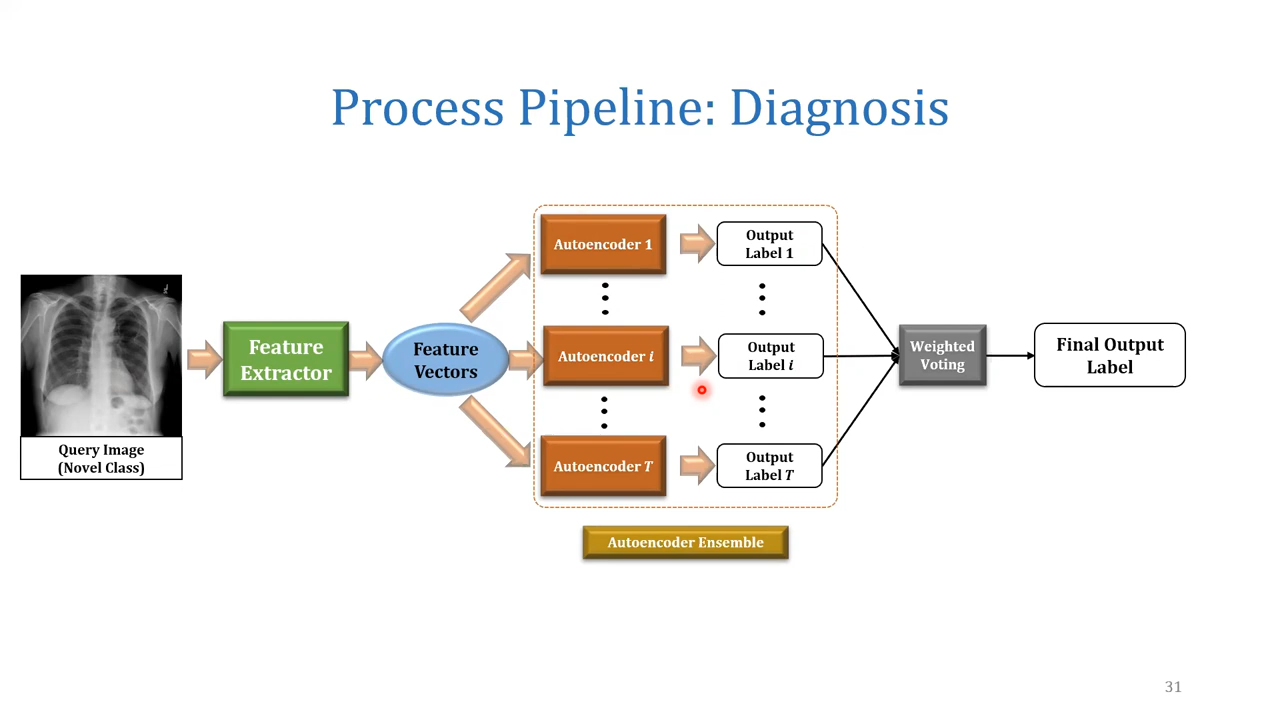 Process Pipeline: Diagnosis
Query Image
(Novel Class)
Feature
Extractor
Feature
Vectors
Autoencoder 1
Output
Label 1
Autoencoder i
Output
Label i
Autoencoder T
Output
Label T
Autoencoder Ensemble
Weighted
Voting
Final Output
Label
31